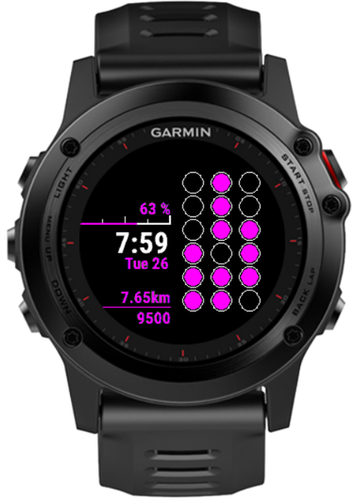 GARMIN
LIGHT
START STOP
MENU UP
DOWN
BACK LAP
63 %
7:59
Tue 26
7.65km
9500